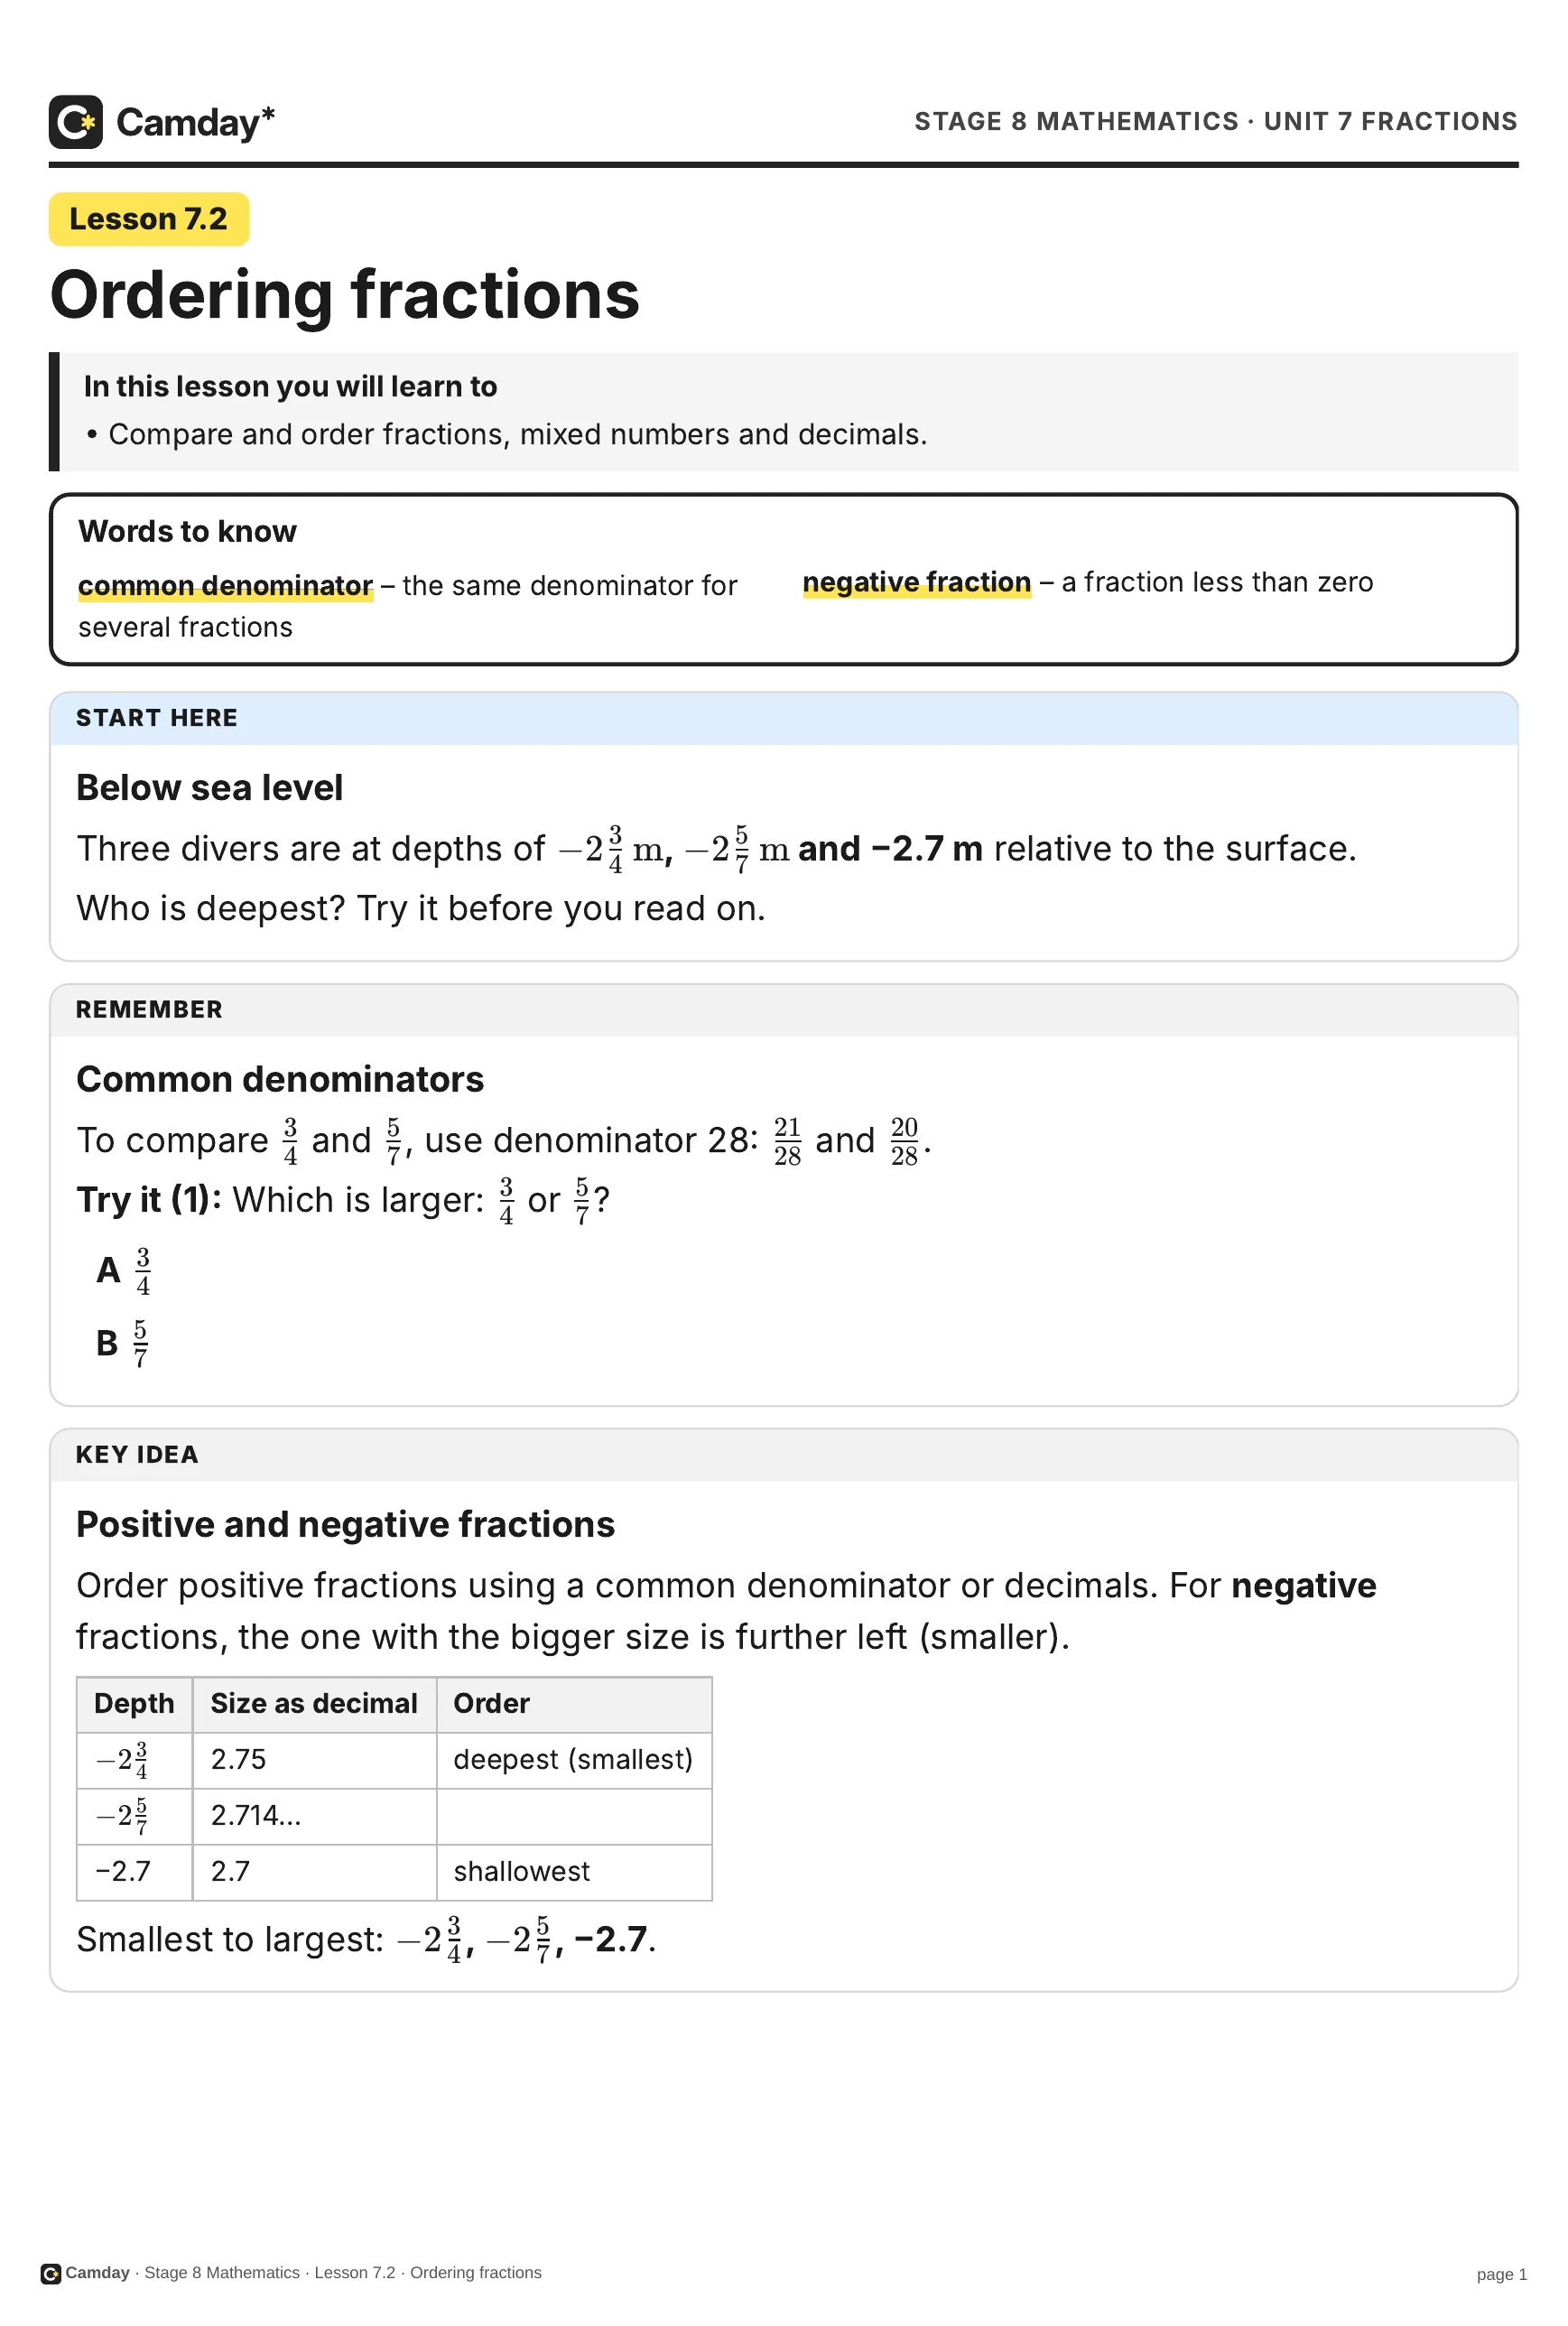 Camday*
STAGE 8 MATHEMATICS · UNIT 7 FRACTIONS
Lesson 7.2
Ordering fractions
In this lesson you will learn to
• Compare and order fractions, mixed numbers and decimals.
Words to know
common denominator – the same denominator for
several fractions
negative fraction – a fraction less than zero
START HERE
Below sea level
Three divers are at depths of −2 3/4 m, −2 5/7 m and −2.7 m relative to the surface.
Who is deepest? Try it before you read on.
REMEMBER
Common denominators
To compare 3/4 and 5/7, use denominator 28: 21/28 and 20/28.
Try it (1): Which is larger: 3/4 or 5/7?
A 3/4
B 5/7
KEY IDEA
Positive and negative fractions
Order positive fractions using a common denominator or decimals. For negative
fractions, the one with the bigger size is further left (smaller).
Depth Size as decimal Order
−2 3/4 2.75 deepest (smallest)
−2 5/7 2.714...
−2.7 2.7 shallowest
Smallest to largest: −2 3/4, −2 5/7, −2.7.
Camday · Stage 8 Mathematics · Lesson 7.2 · Ordering fractions
page 1